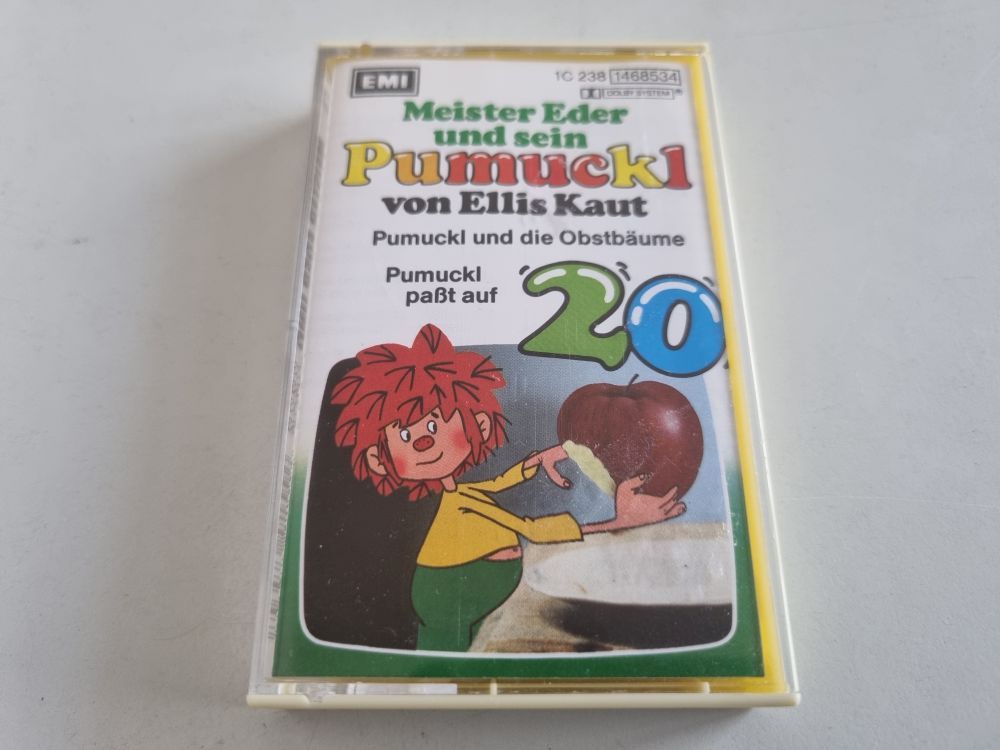 EMI
1C 238 1468534
DOLBY SYSTEM
Meister Eder
und sein
Pumuckl
von Ellis Kaut
Pumuckl und die Obstbäume
Pumuckl
paßt auf
20